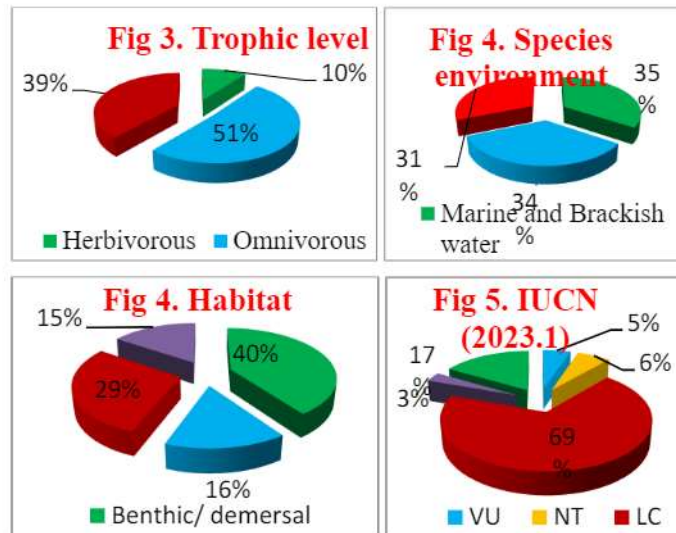 Fig 3. Trophic level
39%
10%
51%
Herbivorous
Omnivorous
Fig 4. Species
environment
35
%
31
%
34
%
Marine and Brackish
water
Fig 4. Habitat
15%
40%
29%
16%
Benthic/ demersal
Fig 5. IUCN
(2023.1)
5%
6%
17
%
3%
69
%
VU
NT
LC